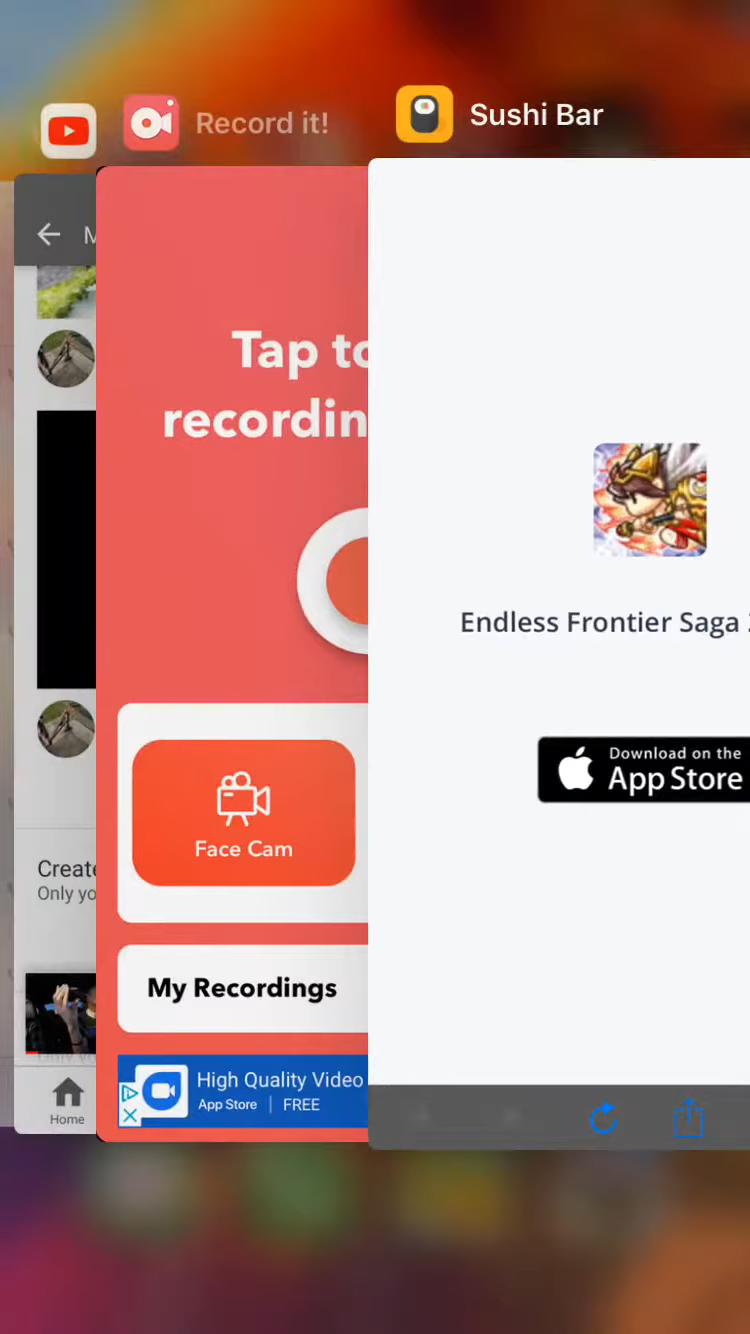 Record it!
Sushi Bar
M
Tap to
recordin
Endless Frontier Saga
Download on the
App Store
Face Cam
Create
Only yo
My Recordings
High Quality Video
App Store | FREE
Home